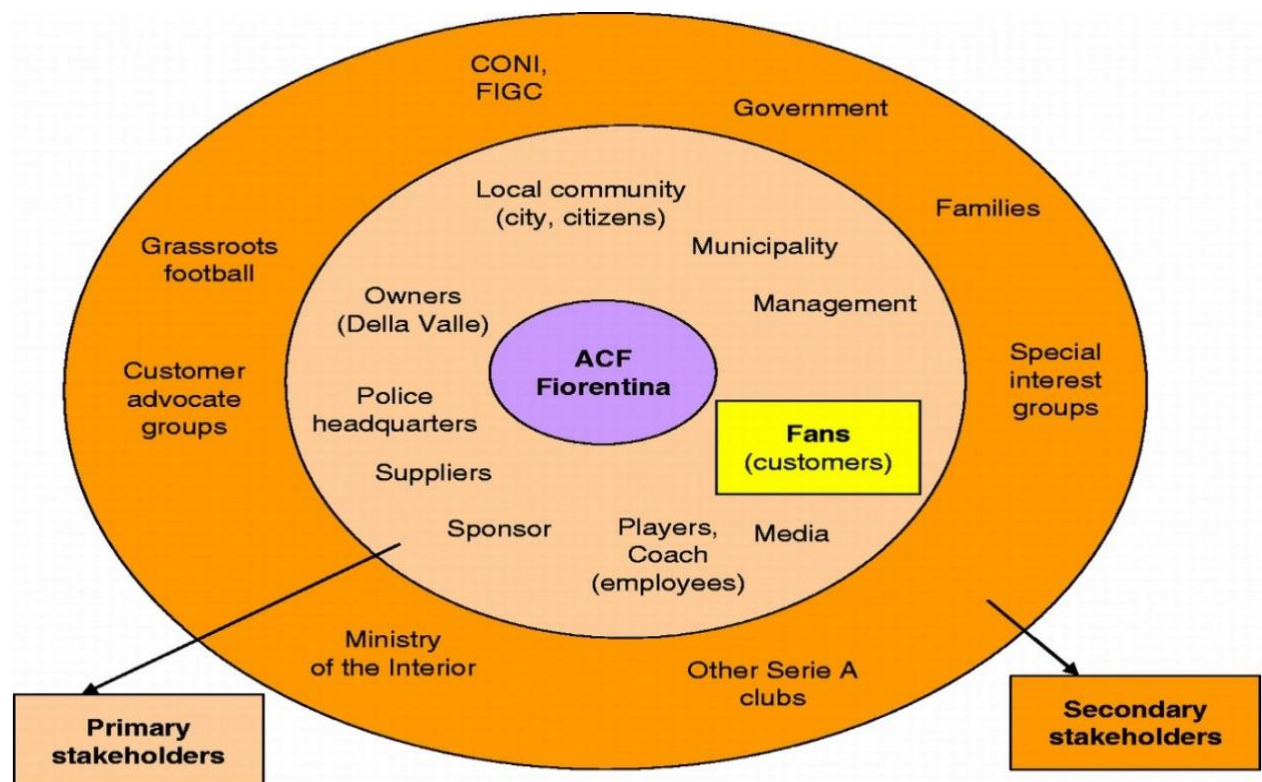 CONI,
FIGC
Government
Families
Grassroots
football
Customer
advocate
groups
Special
interest
groups
Local community
(city, citizens)
Municipality
Management
Owners
(Della Valle)
ACF
Fiorentina
Police
headquarters
Fans
(customers)
Suppliers
Sponsor
Players,
Coach
(employees)
Media
Ministry
of the Interior
Other Serie A
clubs
Primary
stakeholders
Secondary
stakeholders